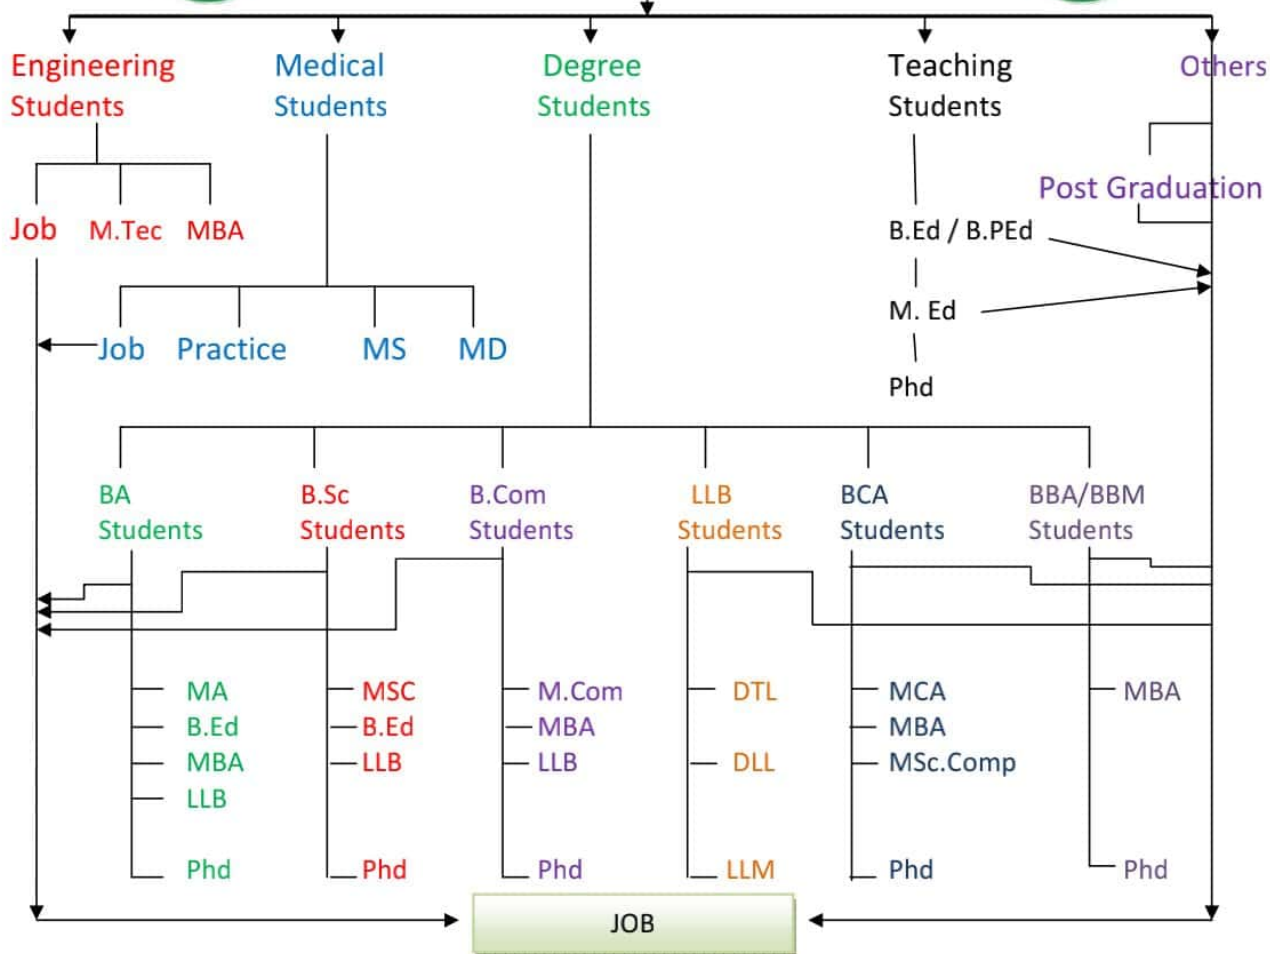 Engineering Students
Medical Students
Degree Students
Teaching Students
Others
Post Graduation
Job M.Tec MBA
B.Ed / B.PEd
M. Ed
Phd
Job Practice MS MD
BA Students
B.Sc Students
B.Com Students
LLB Students
BCA Students
BBA/BBM Students
MA
B.Ed
MBA
LLB
Phd
MSC
B.Ed
LLB
Phd
M.Com
MBA
LLB
Phd
DTL
DLL
LLM
MCA
MBA
MSc.Comp
Phd
MBA
Phd
JOB